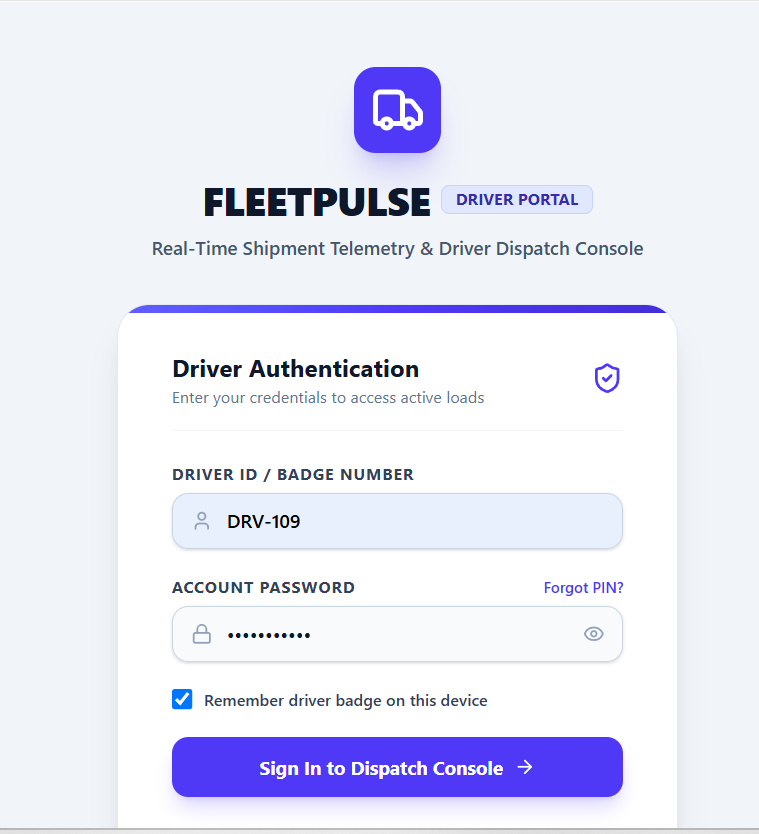 FLEETPULSE DRIVER PORTAL
Real-Time Shipment Telemetry & Driver Dispatch Console
Driver Authentication
Enter your credentials to access active loads
DRIVER ID / BADGE NUMBER
DRV-109
ACCOUNT PASSWORD Forgot PIN?
•••••••••••
Remember driver badge on this device
Sign In to Dispatch Console →